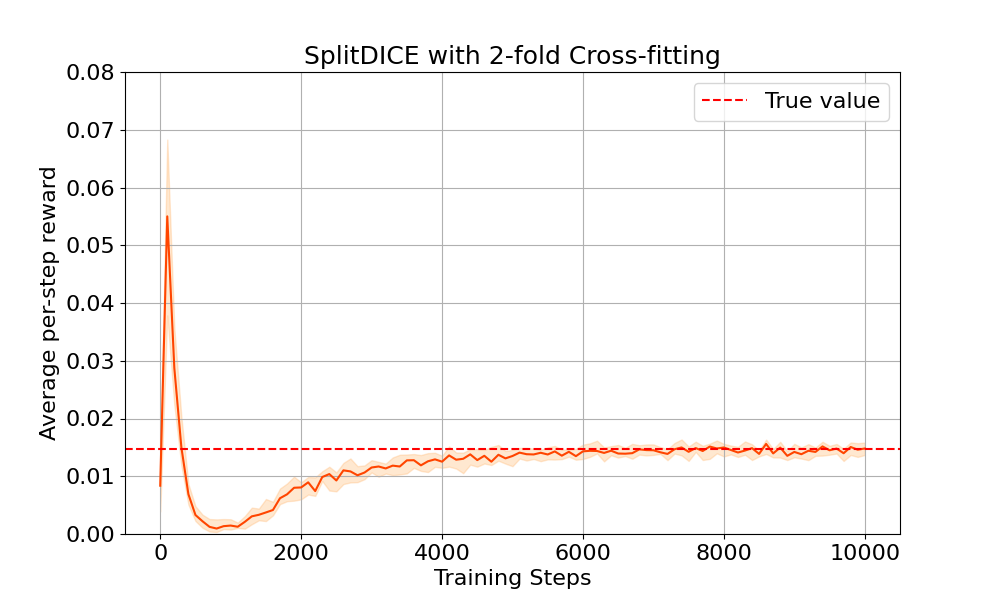 SplitDICE with 2-fold Cross-fitting
True value
Average per-step reward
0.08
0.07
0.06
0.05
0.04
0.03
0.02
0.01
0.00
0 2000 4000 6000 8000 10000
Training Steps